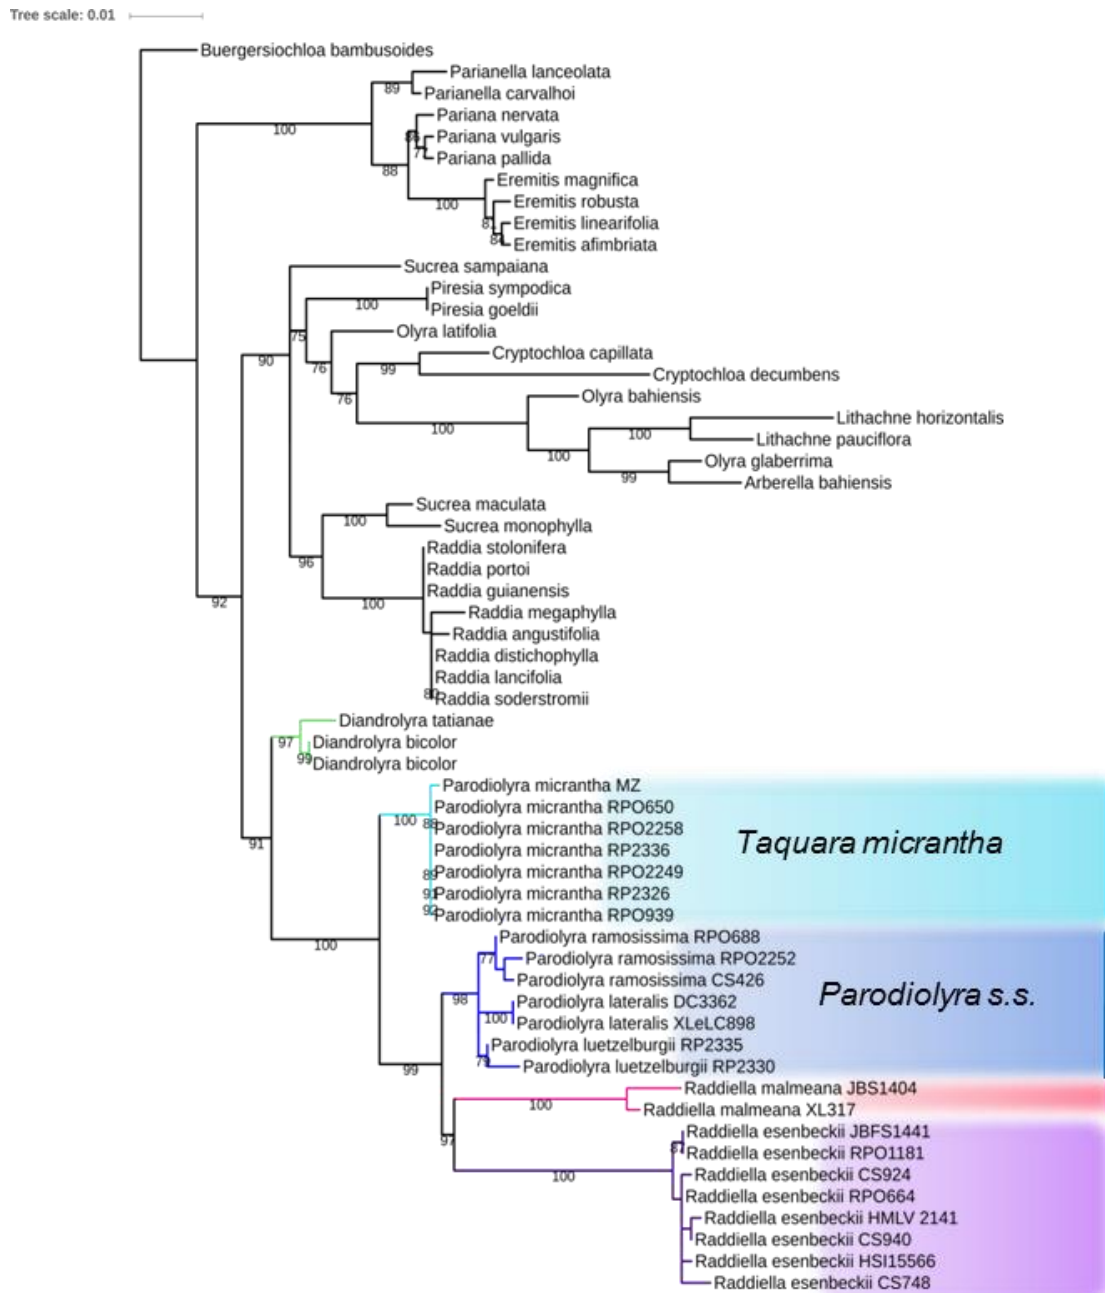 Tree scale: 0.01
Buergersiochloa bambusoides
Parianella lanceolata
89
Parianella carvalhoi
Pariana nervata
100
86
Pariana vulgaris
77
Pariana pallida
88
Eremitis magnifica
100
Eremitis robusta
81
Eremitis linearifolia
84
Eremitis afimbriata
Sucrea sampaiana
Piresia sympodica
100
Piresia goeldii
Olyra latifolia
75
Cryptochloa capillata
90
76
99
Cryptochloa decumbens
76
Olyra bahiensis
Lithachne horizontalis
100
100
Lithachne pauciflora
100
Olyra glaberrima
99
Arberella bahiensis
Sucrea maculata
100
Sucrea monophylla
Raddia stolonifera
96
Raddia portoi
Raddia guianensis
92
100
Raddia megaphylla
Raddia angustifolia
Raddia distichophylla
Raddia lancifolia
80
Raddia soderstromii
Diandrolyra tatianae
97
Diandrolyra bicolor
99
Diandrolyra bicolor
Parodiolyra micrantha MZ
Parodiolyra micrantha RPO650
100
88
Parodiolyra micrantha RPO2258
91
Parodiolyra micrantha RP2336
Taquara micrantha
89
Parodiolyra micrantha RPO2249
91
Parodiolyra micrantha RP2326
92
Parodiolyra micrantha RPO939
100
Parodiolyra ramosissima RPO688
77
Parodiolyra ramosissima RPO2252
Parodiolyra ramosissima CS426
98
Parodiolyra lateralis DC3362
Parodiolyra s.s.
100
Parodiolyra lateralis XLeLC898
Parodiolyra luetzelburgii RP2335
99
Parodiolyra luetzelburgii RP2330
Raddiella malmeana JBS1404
100
Raddiella malmeana XL317
97
Raddiella esenbeckii JBFS1441
Raddiella esenbeckii RPO1181
100
Raddiella esenbeckii CS924
Raddiella esenbeckii RPO664
Raddiella esenbeckii HMLV 2141
Raddiella esenbeckii CS940
Raddiella esenbeckii HSI15566
Raddiella esenbeckii CS748